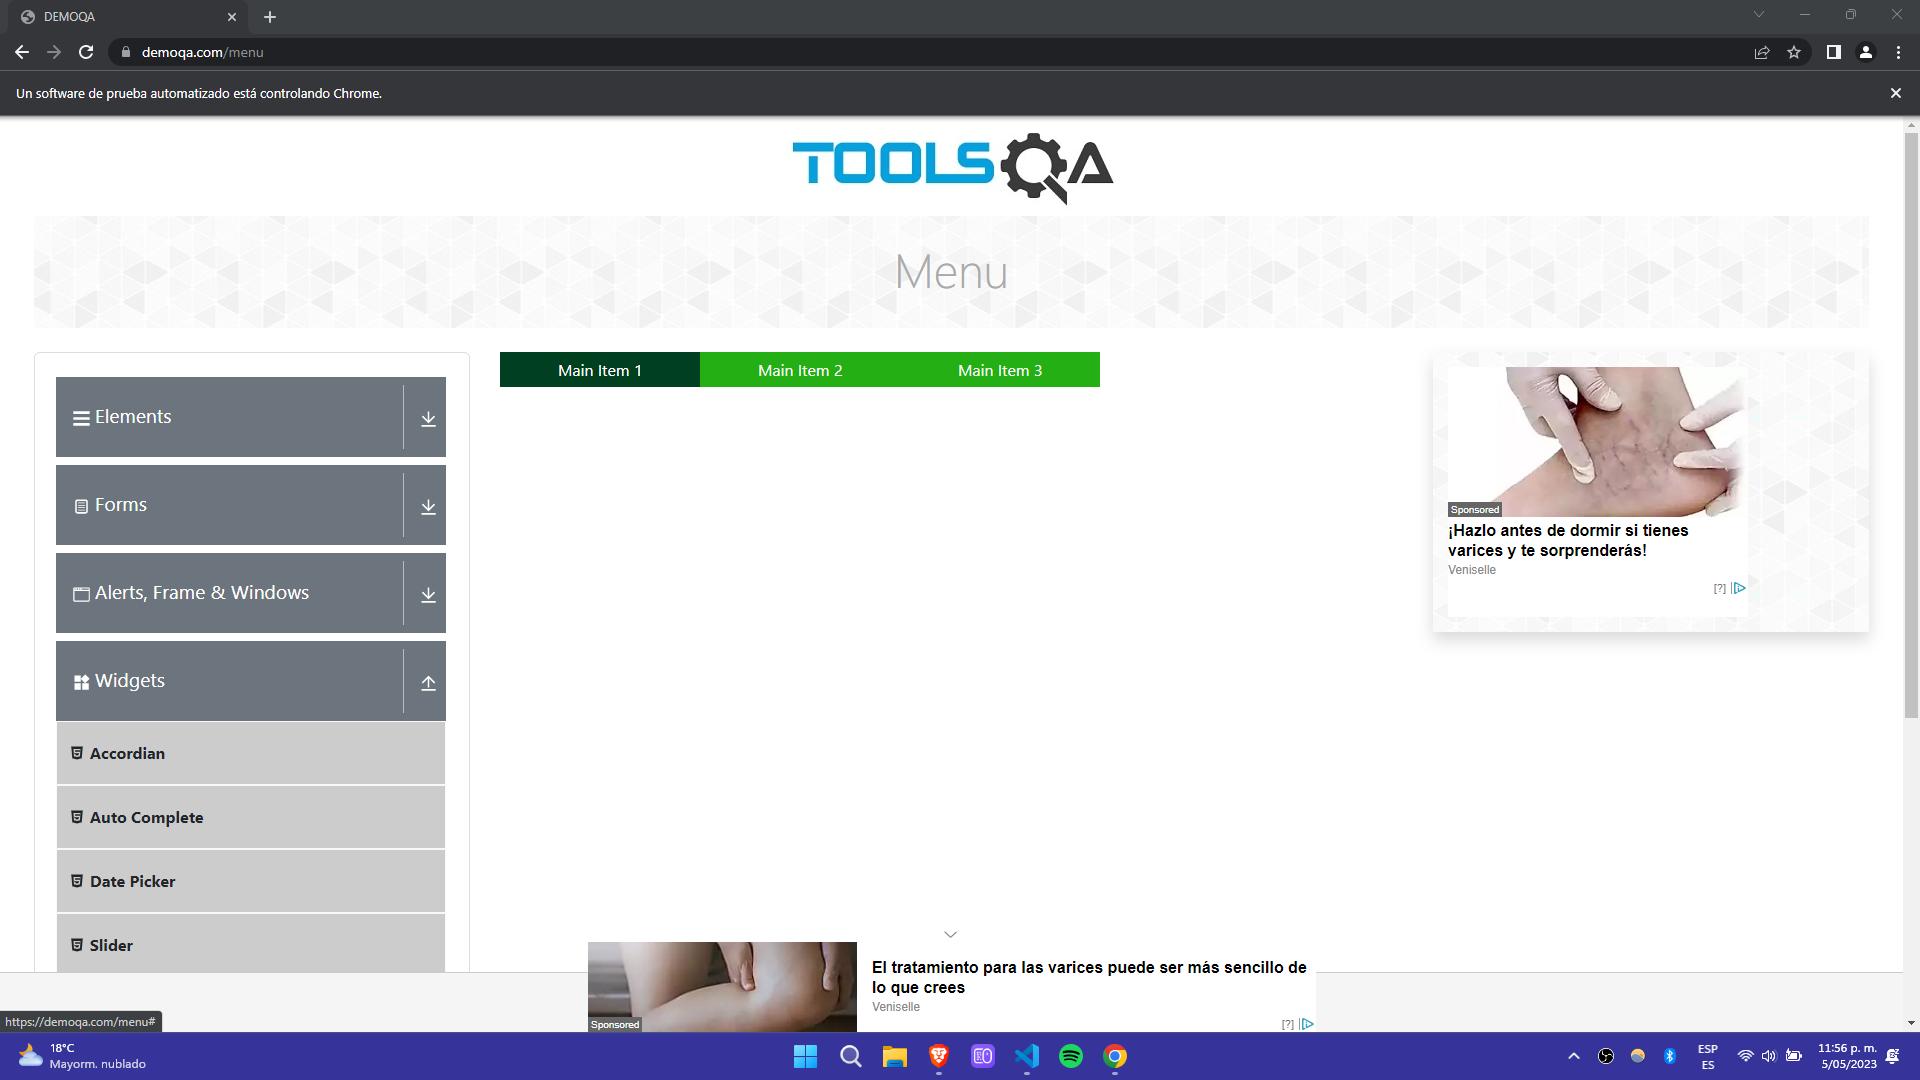 DEMOQA
demoqa.com/menu
Un software de prueba automatizado está controlando Chrome.
TOOLSQA
Menu
Elements
Forms
Alerts, Frame & Windows
Widgets
Accordian
Auto Complete
Date Picker
Slider
Main Item 1
Main Item 2
Main Item 3
Sponsored
¡Hazlo antes de dormir si tienes
varices y te sorprenderás!
Veniselle
[?]
Sponsored
El tratamiento para las varices puede ser más sencillo de
lo que crees
Veniselle
[?]
https://demoqa.com/menu#
18°C
Mayorm. nublado
ESP
ES
11:56 p. m.
5/05/2023